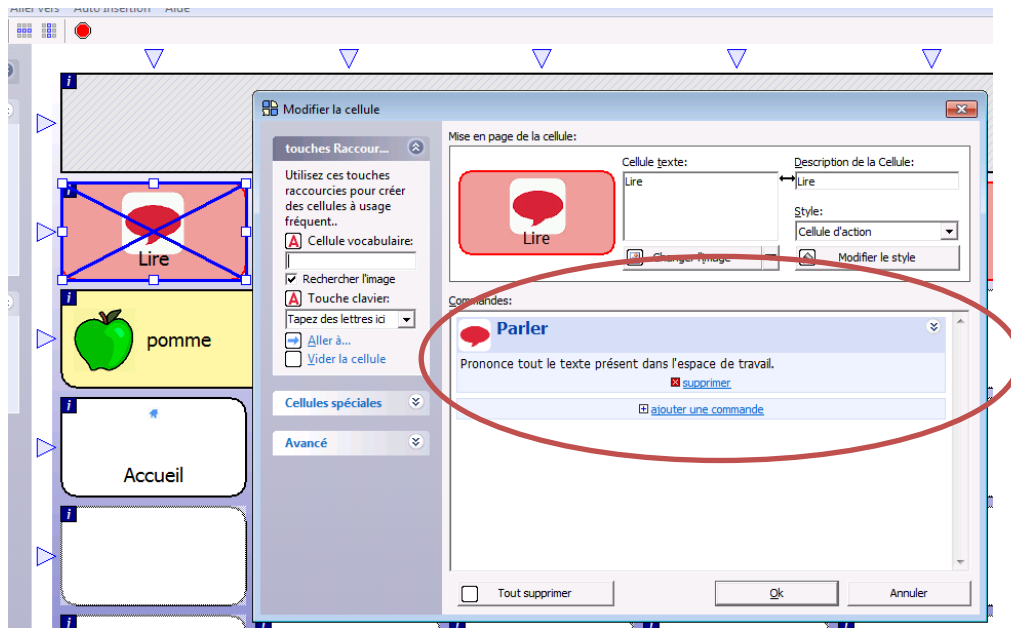 Aller vers Auto Insertion Aide
i
i
Lire
i
pomme
i
Accueil
i
i
Modifier la cellule
touches Raccour...
Utilisez ces touches
raccourcies pour créer
des cellules à usage
fréquent..
A Cellule vocabulaire:
Rechercher l'image
A Touche clavier:
Tapez des lettres ici
Aller à...
Vider la cellule
Cellules spéciales
Avancé
Mise en page de la cellule:
Lire
Cellule texte:
Lire
Description de la Cellule:
Lire
Style:
Cellule d'action
Changer l'image
Modifier le style
Commandes:
Parler
Prononce tout le texte présent dans l'espace de travail.
supprimer
ajouter une commande
Tout supprimer
Ok
Annuler